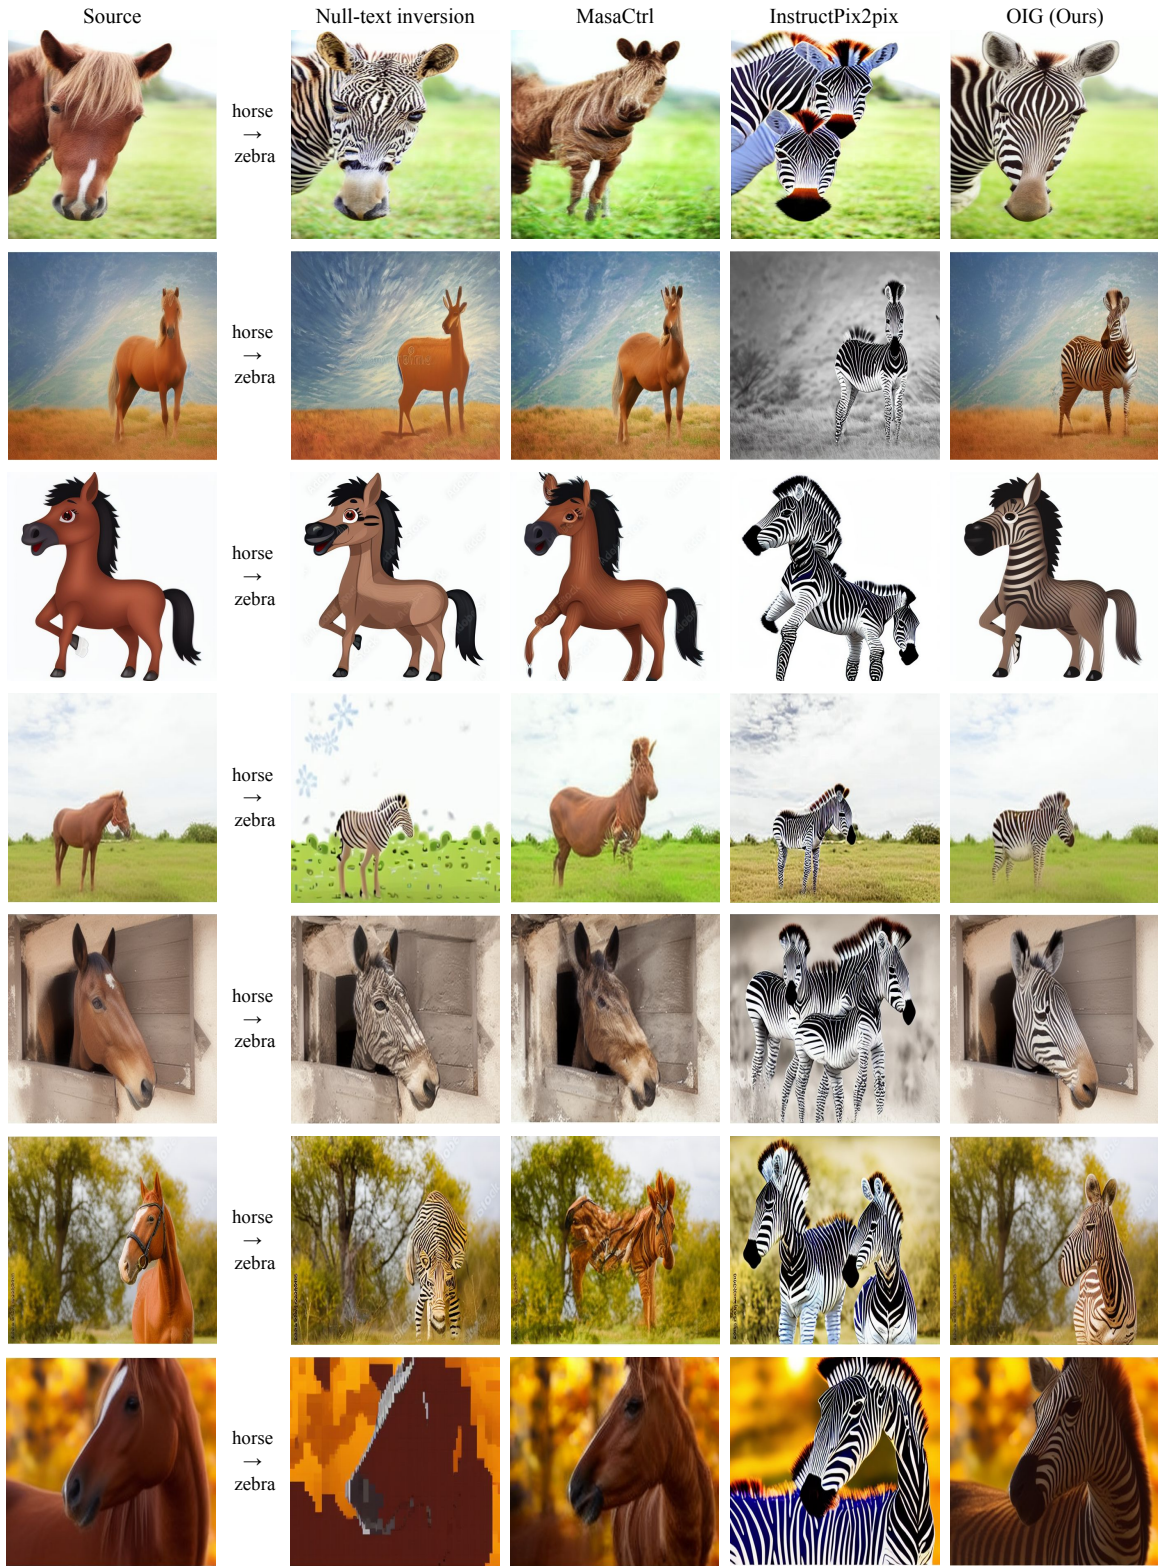 Source
Null-text inversion
MasaCtrl
InstructPix2pix
OIG (Ours)
horse
→
zebra
horse
→
zebra
horse
→
zebra
horse
→
zebra
horse
→
zebra
horse
→
zebra
horse
→
zebra